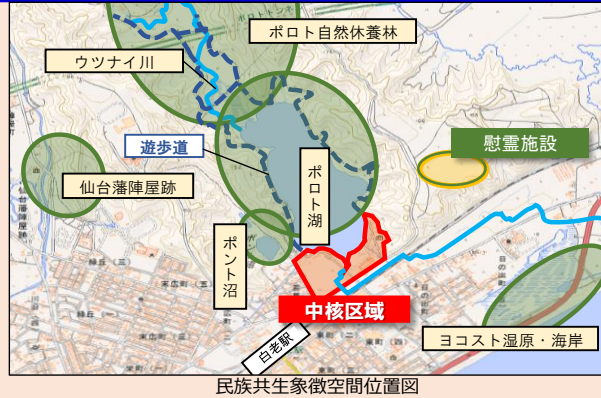 ポロト自然休養林
ウツナイ川
遊歩道
慰霊施設
仙台藩陣屋跡
ポロト湖
ポント沼
中核区域
白老駅
ヨコスト湿原・海岸
民族共生象徴空間位置図